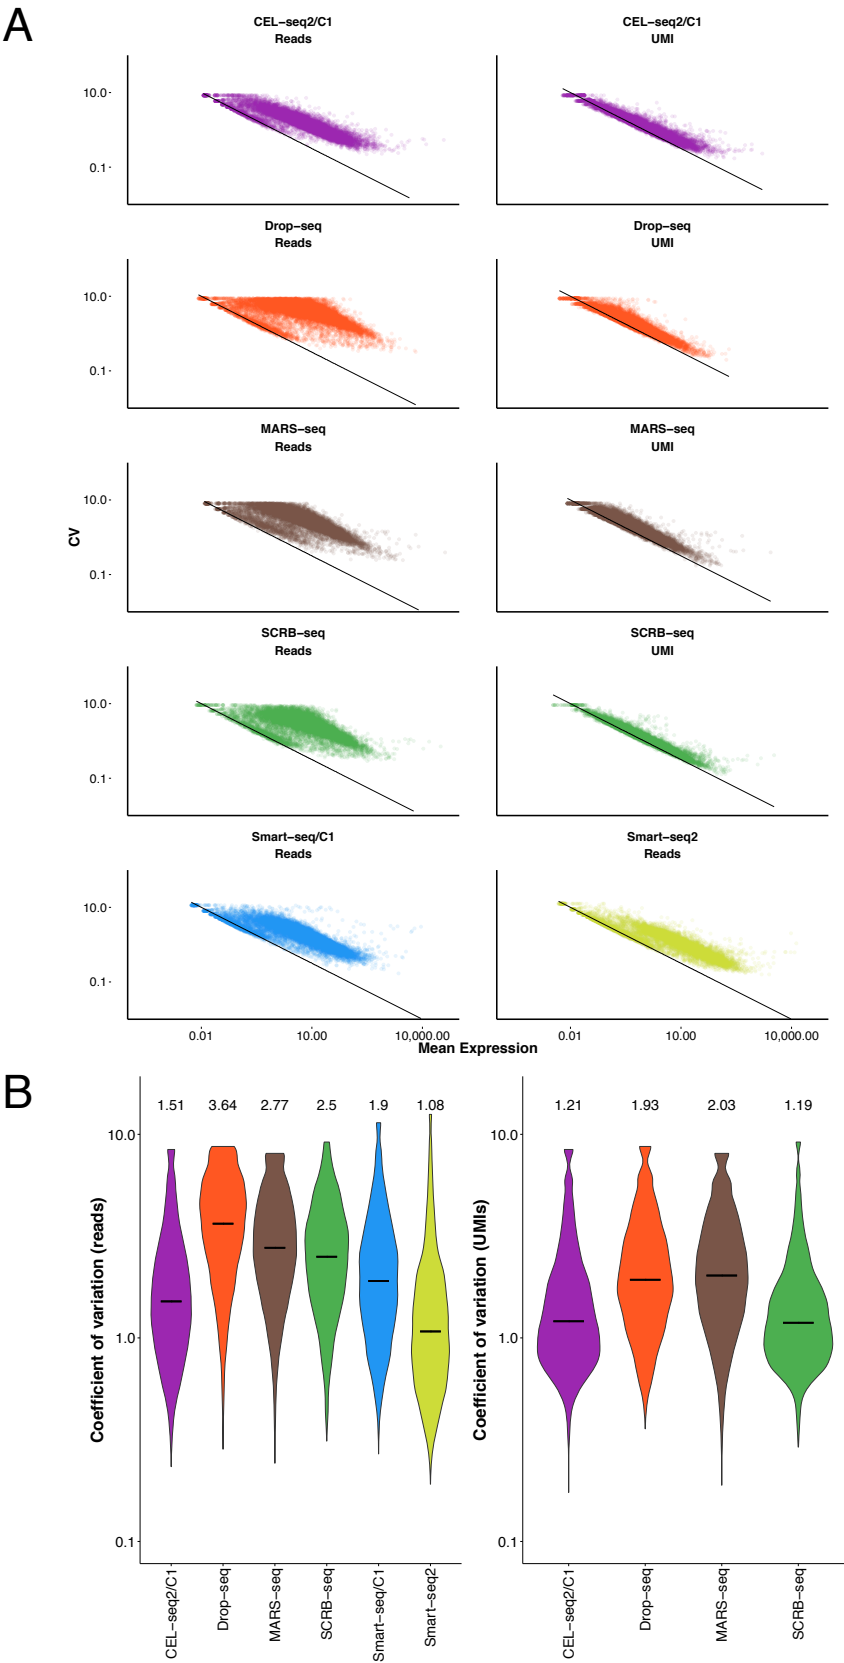 A
CEL−seq2/C1
Reads
CEL−seq2/C1
UMI
10.0
0.1
Drop−seq
Reads
Drop−seq
UMI
10.0
0.1
MARS−seq
Reads
MARS−seq
UMI
10.0
0.1
CV
SCRB−seq
Reads
SCRB−seq
UMI
10.0
0.1
Smart−seq/C1
Reads
Smart−seq2
Reads
10.0
0.1
0.01 10.00 10,000.00 0.01 10.00 10,000.00
Mean Expression
B
1.51 3.64 2.77 2.5 1.9 1.08
10.0
1.0
0.1
Coefficient of variation (reads)
CEL−seq2/C1
Drop−seq
MARS−seq
SCRB−seq
Smart−seq/C1
Smart−seq2
1.21 1.93 2.03 1.19
10.0
1.0
0.1
Coefficient of variation (UMIs)
CEL−seq2/C1
Drop−seq
MARS−seq
SCRB−seq